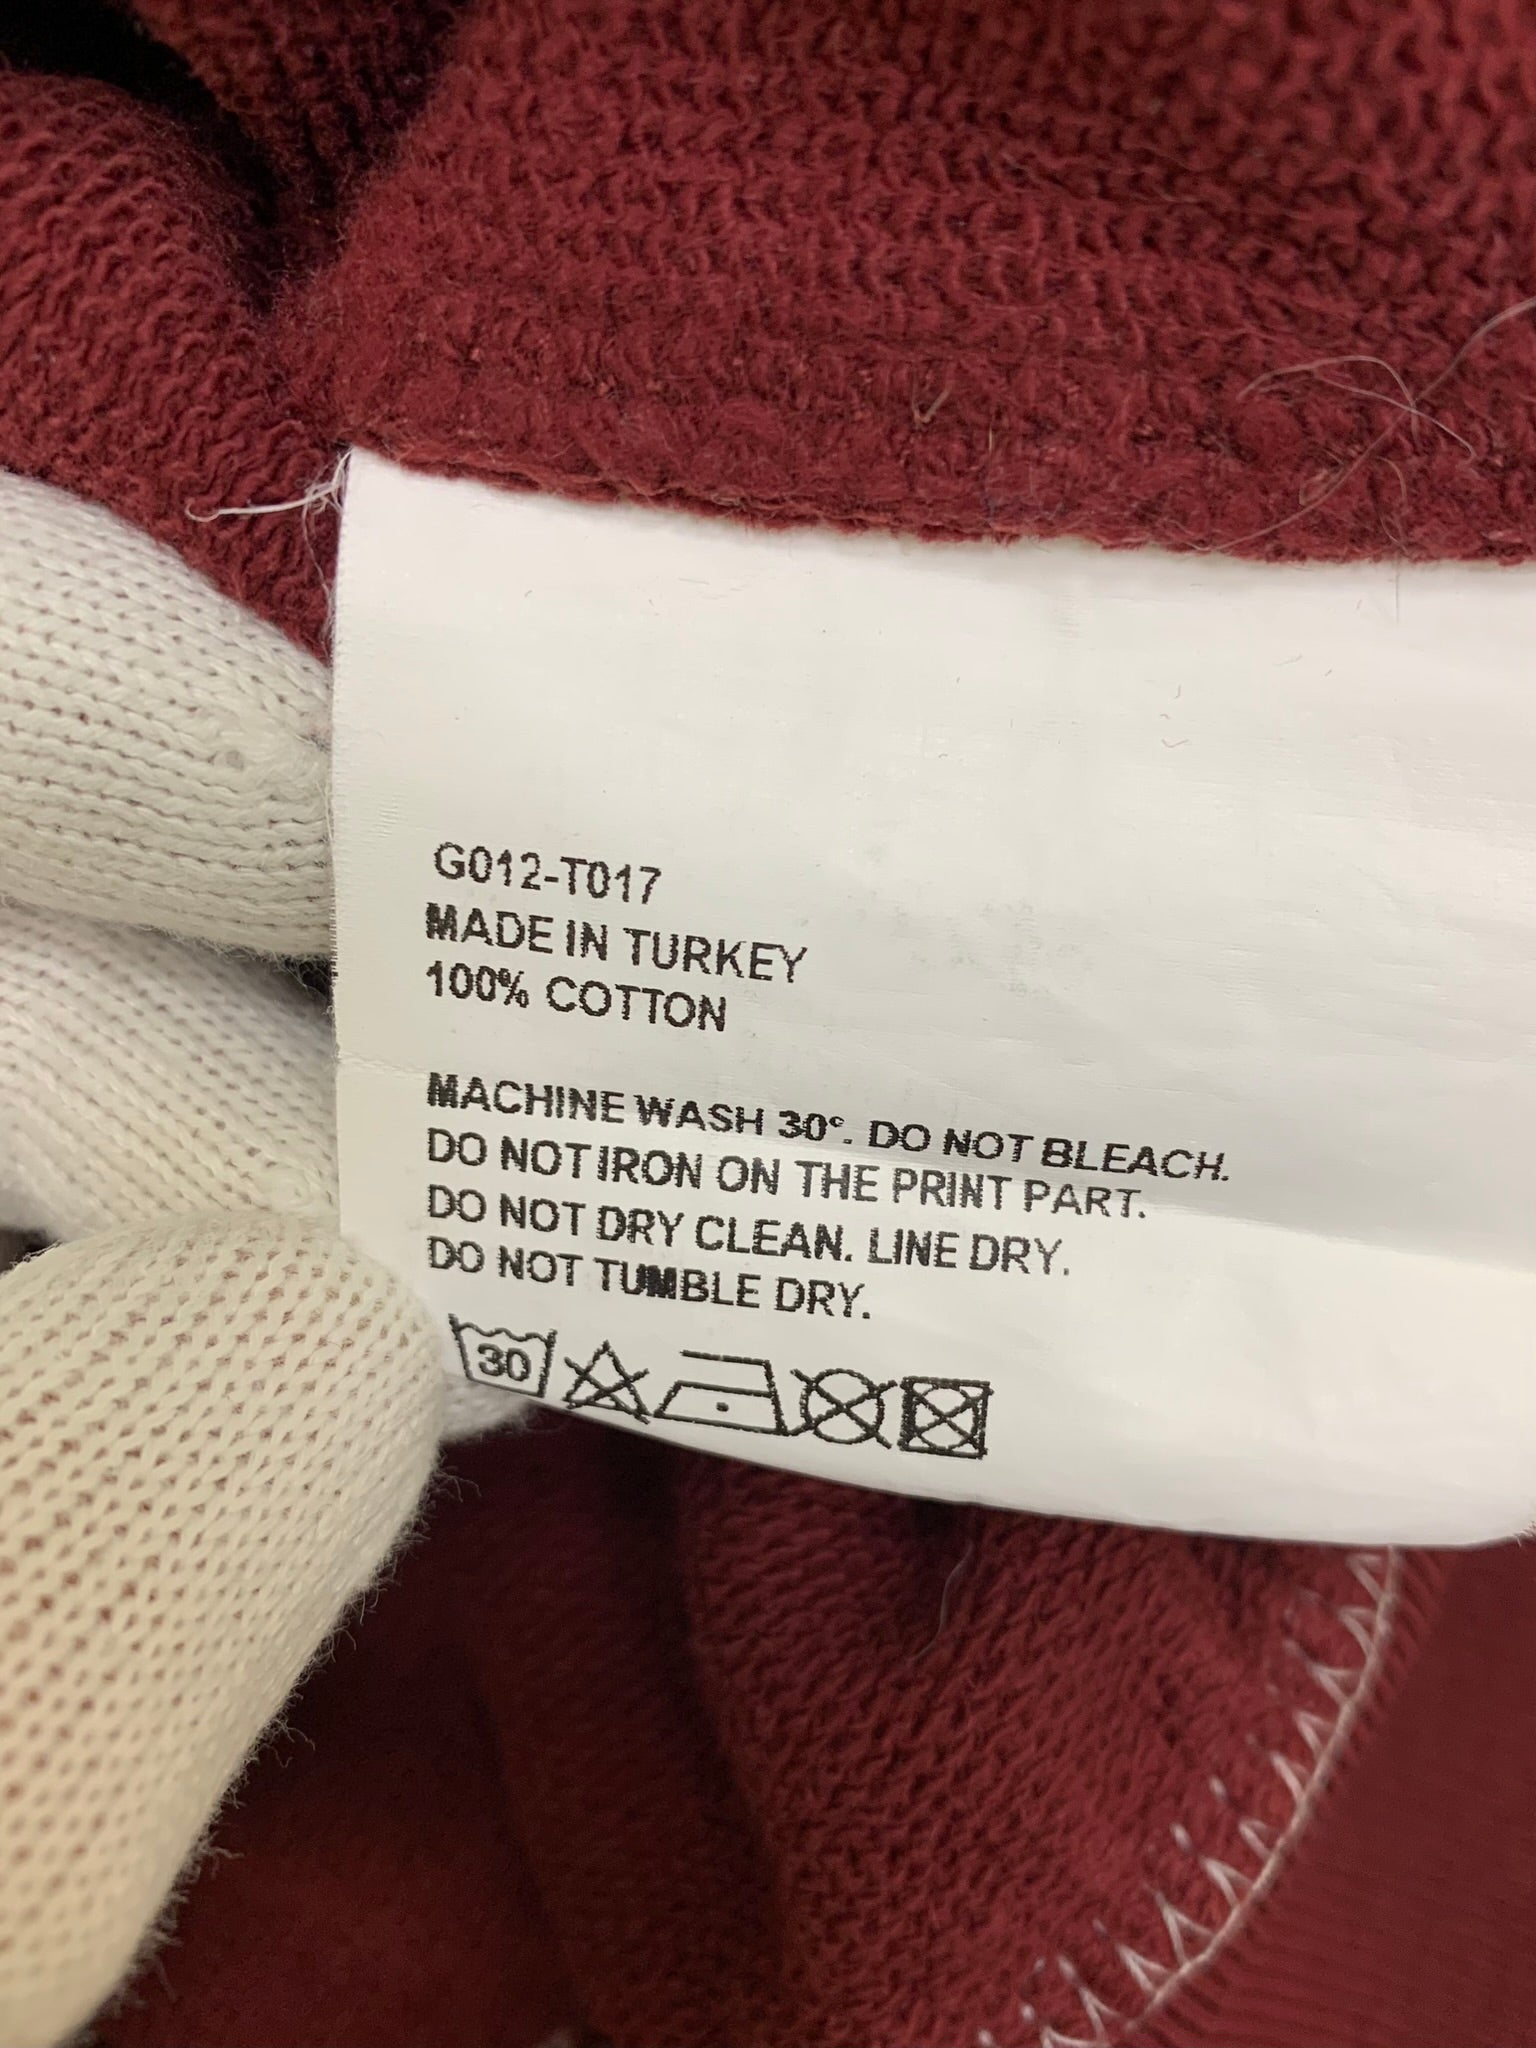 G012-T017
MADE IN TURKEY
100% COTTON
MACHINE WASH 30°. DO NOT BLEACH.
DO NOT IRON ON THE PRINT PART.
DO NOT DRY CLEAN. LINE DRY.
DO NOT TUMBLE DRY.
30